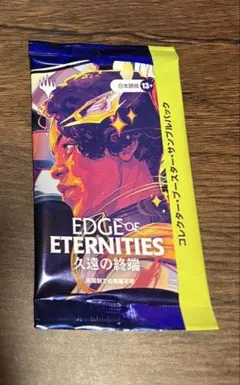 日本語版 13+
EDGE OF
ETERNITIES
久遠の終端
コレクター・ブースター・サンプルパック